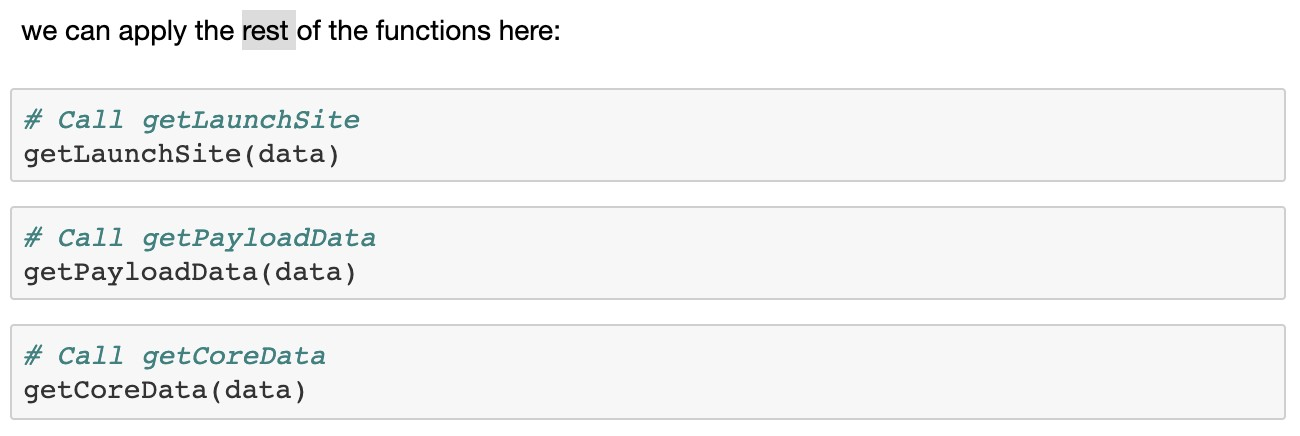 we can apply the rest of the functions here:
# Call getLaunchSite
getLaunchSite(data)
# Call getPayloadData
getPayloadData(data)
# Call getCoreData
getCoreData(data)